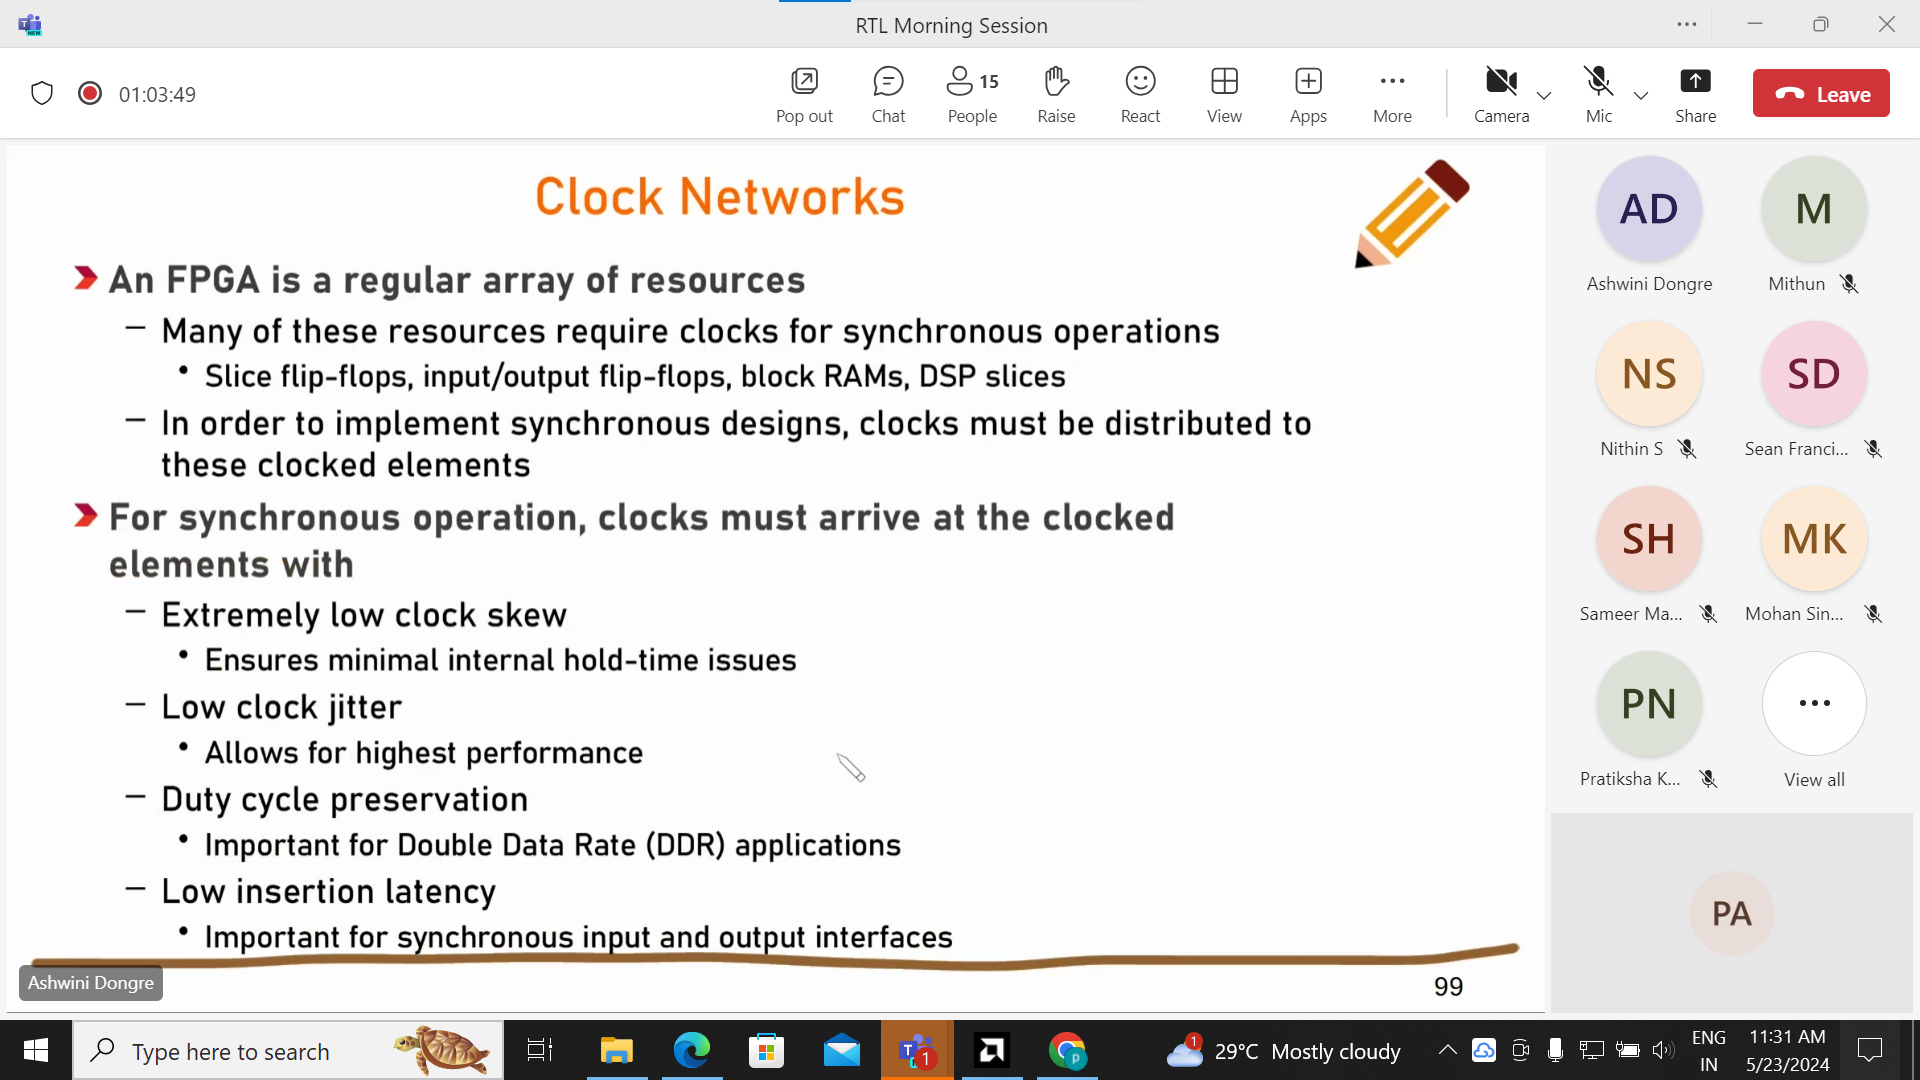 RTL Morning Session
01:03:49
Pop out
Chat
15
People
Raise
React
View
Apps
More
Camera
Mic
Share
Leave
Clock Networks
An FPGA is a regular array of resources
– Many of these resources require clocks for synchronous operations
• Slice flip-flops, input/output flip-flops, block RAMs, DSP slices
– In order to implement synchronous designs, clocks must be distributed to
these clocked elements
For synchronous operation, clocks must arrive at the clocked
elements with
– Extremely low clock skew
• Ensures minimal internal hold-time issues
– Low clock jitter
• Allows for highest performance
– Duty cycle preservation
• Important for Double Data Rate (DDR) applications
– Low insertion latency
• Important for synchronous input and output interfaces
Ashwini Dongre
99
AD
Ashwini Dongre
M
Mithun
NS
Nithin S
SD
Sean Franci...
SH
Sameer Ma...
MK
Mohan Sin...
PN
Pratiksha K...
View all
PA
Type here to search
1
p
1
29°C Mostly cloudy
ENG
IN
11:31 AM
5/23/2024
NEW